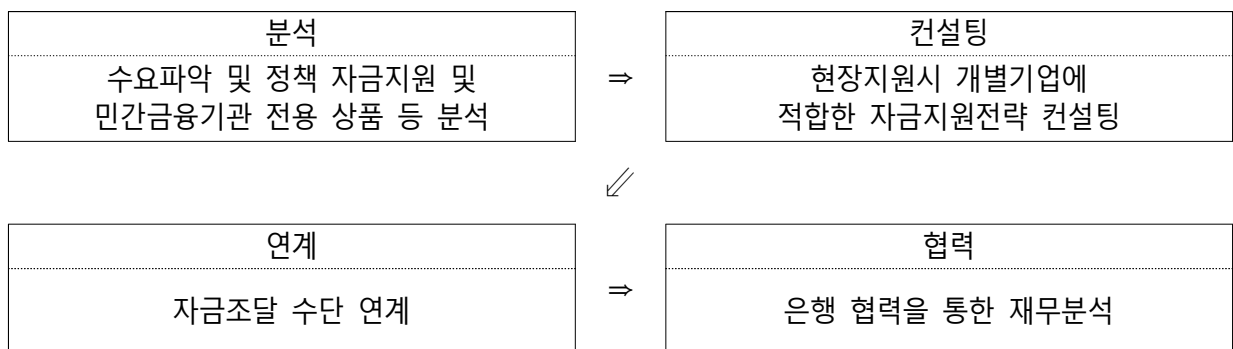 분석
수요파악 및 정책 자금지원 및
민간금융기관 전용 상품 등 분석
⇒
컨설팅
현장지원시 개별기업에
적합한 자금지원전략 컨설팅
⇙
연계
자금조달 수단 연계
⇒
협력
은행 협력을 통한 재무분석